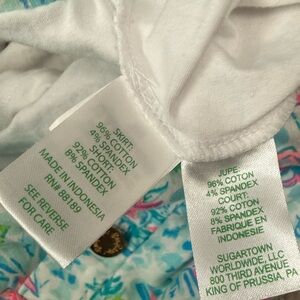 SKIRT:
96% COTTON
4% SPANDEX
SHORT:
92% COTTON
8% SPANDEX
MADE IN INDONESIA
RN# 88189
SEE REVERSE
FOR CARE
JUPE:
96% COTON
4% SPANDEX
COURT:
92% COTON
8% SPANDEX
FABRIQUE EN
INDONESIE
SUGARTOWN
WORLDWIDE, LLC
800 THIRD AVENUE
KING OF PRUSSIA, PA